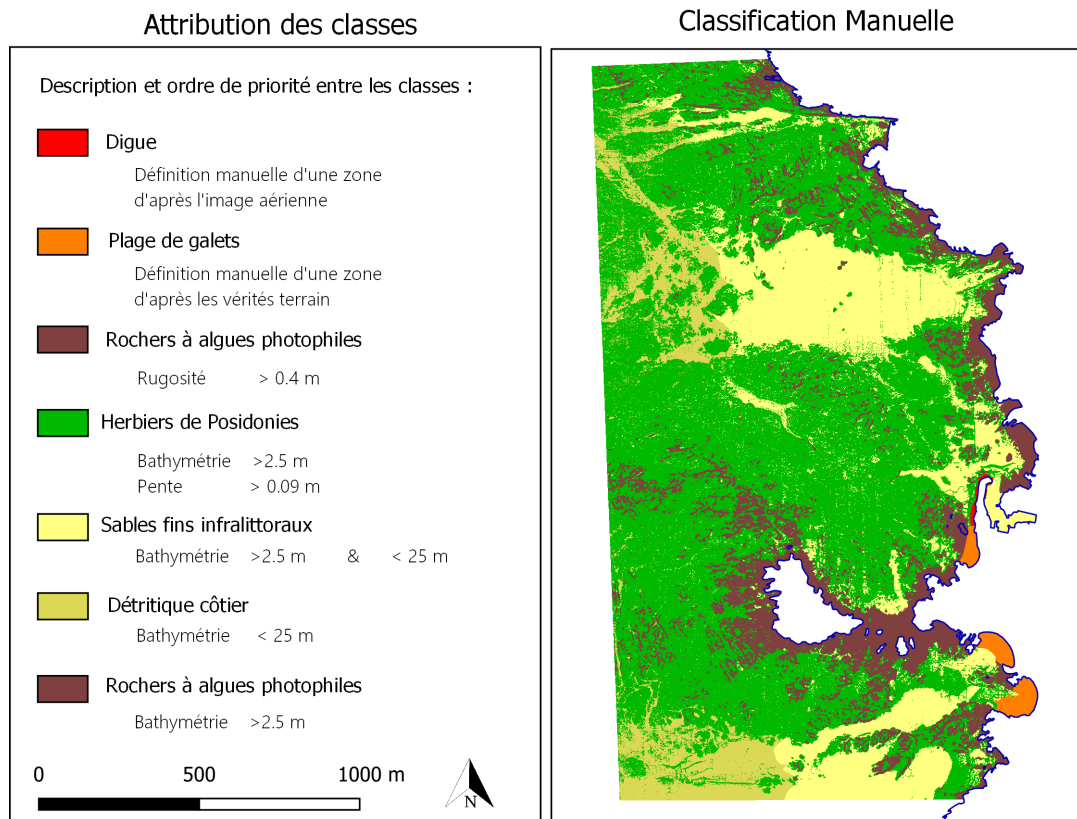 Attribution des classes
Classification Manuelle
Description et ordre de priorité entre les classes :
Digue
Définition manuelle d'une zone
d'après l'image aérienne
Plage de galets
Définition manuelle d'une zone
d'après les vérités terrain
Rochers à algues photophiles
Rugosité > 0.4 m
Herbiers de Posidonies
Bathymétrie >2.5 m
Pente > 0.09 m
Sables fins infralittoraux
Bathymétrie >2.5 m & < 25 m
Détritique côtier
Bathymétrie < 25 m
Rochers à algues photophiles
Bathymétrie >2.5 m
0 500 1000 m
N